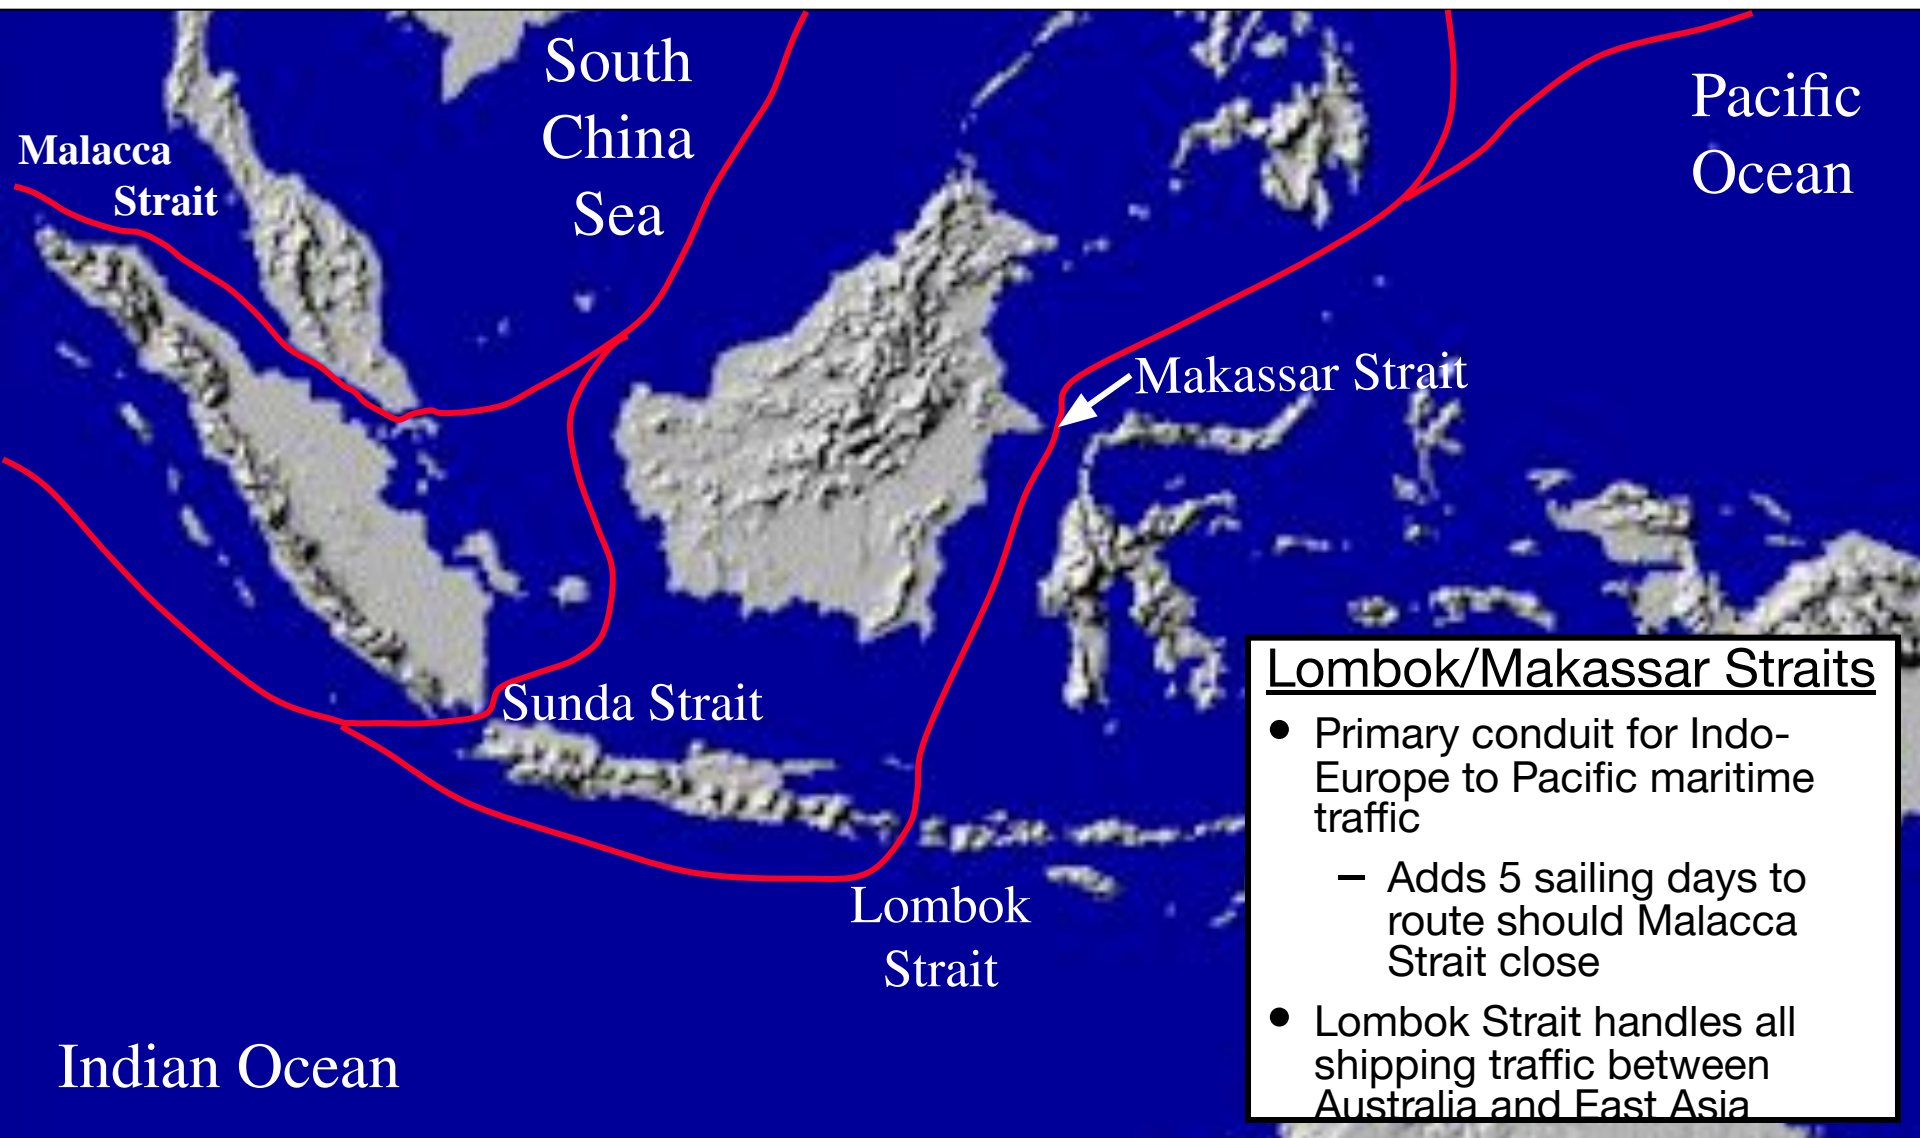 South
China
Sea
Pacific
Ocean
Malacca
Strait
Makassar Strait
Sunda Strait
Lombok
Strait
Indian Ocean
Lombok/Makassar Straits
• Primary conduit for Indo-
Europe to Pacific maritime
traffic
– Adds 5 sailing days to
route should Malacca
Strait close
• Lombok Strait handles all
shipping traffic between
Australia and East Asia